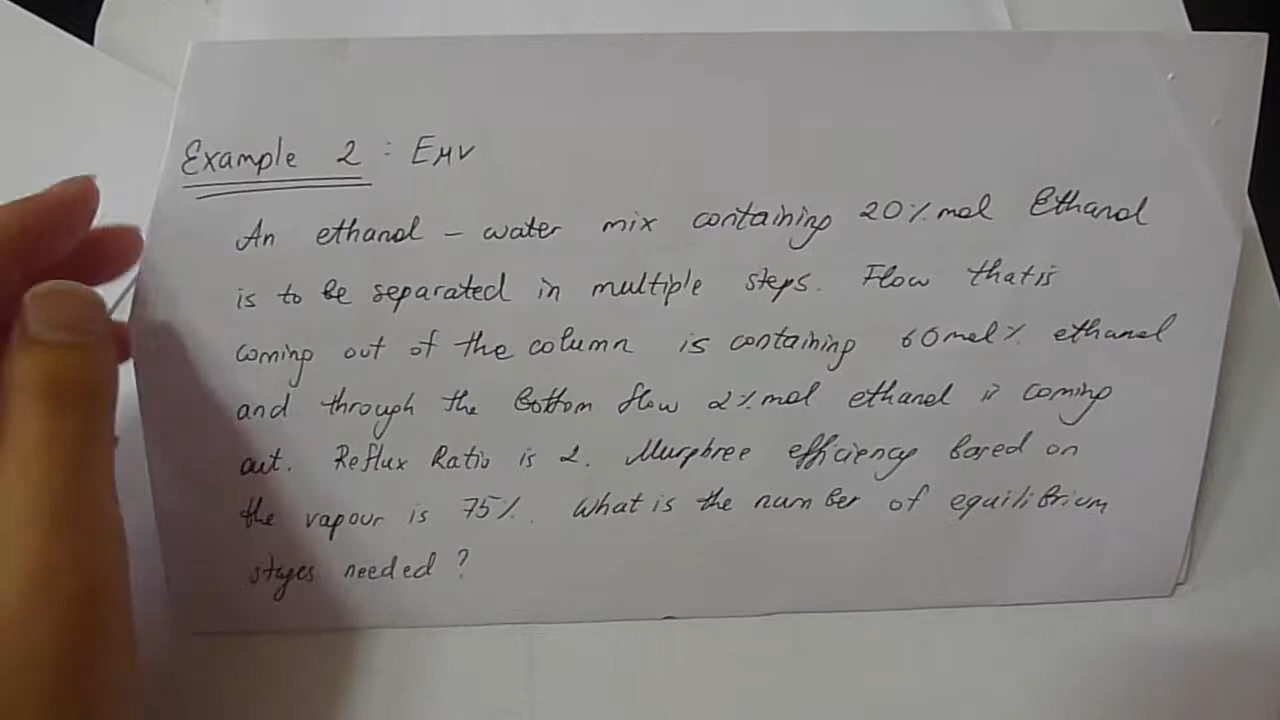 Example 2 : EMV
An ethanol - water mix containing 20% mol Ethanol
is to be separated in multiple steps. Flow that is
coming out of the column is containing 60 mol % ethanol
and through the bottom flow 2% mol ethanol is coming
out. Reflux Ratio is 2. Murphree efficiency based on
the vapour is 75%. What is the number of equilibrium
stages needed ?